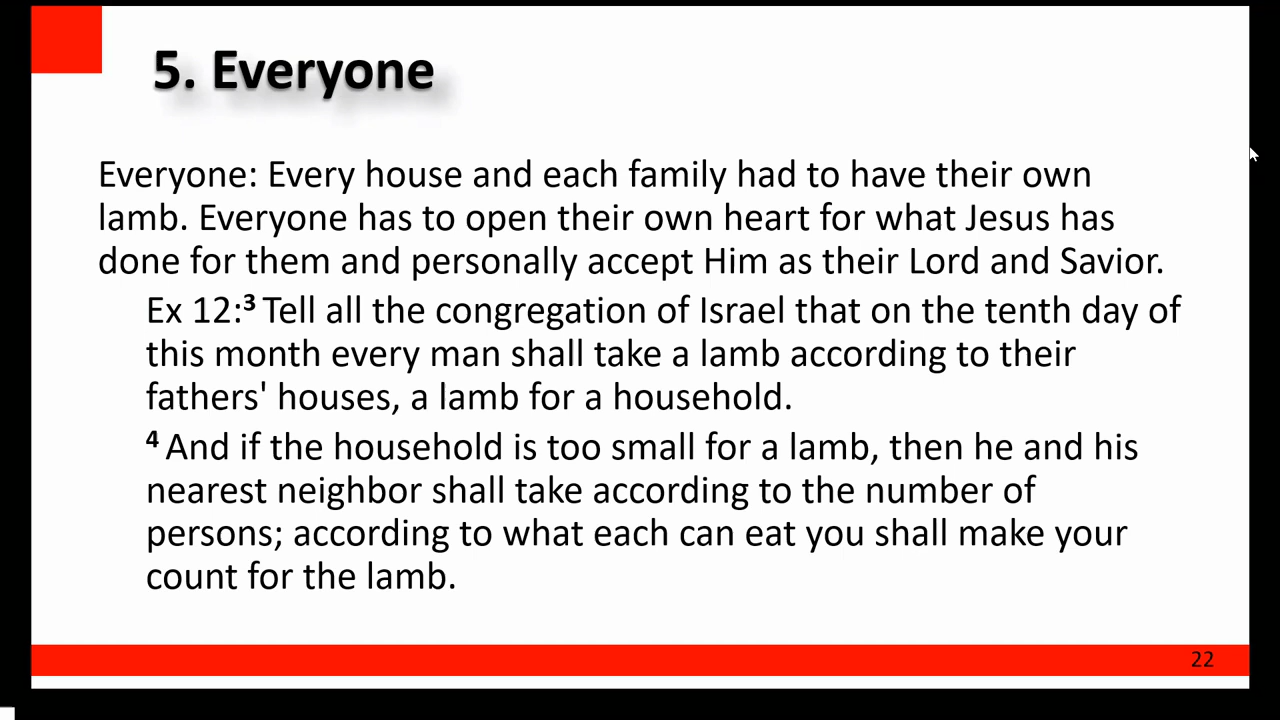 5. Everyone
Everyone: Every house and each family had to have their own
lamb. Everyone has to open their own heart for what Jesus has
done for them and personally accept Him as their Lord and Savior.
Ex 12:3 Tell all the congregation of Israel that on the tenth day of
this month every man shall take a lamb according to their
fathers' houses, a lamb for a household.
4 And if the household is too small for a lamb, then he and his
nearest neighbor shall take according to the number of
persons; according to what each can eat you shall make your
count for the lamb.
22